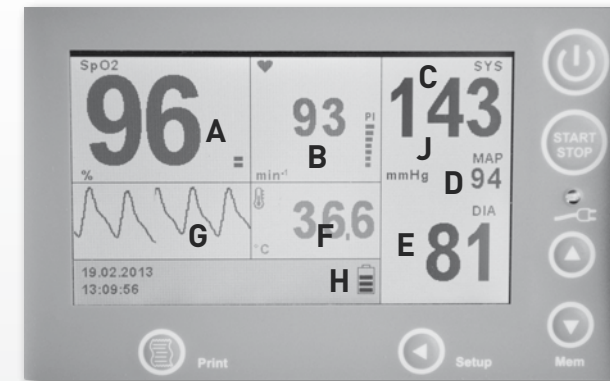 SpO2
96 A
%
93
B
PI
min-¹
SYS
C
143
J
mmHg
MAP
D 94
DIA
E 81
G
36,6
F
°C
19.02.2013
13:09:56
H
START
STOP
Print
Setup
Mem